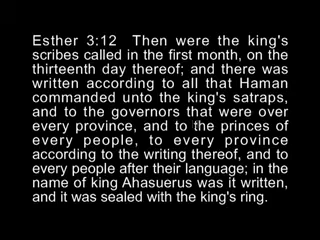 Esther 3:12  Then were the king's
scribes called in the first month, on the
thirteenth day thereof; and there was
written according to all that Haman
commanded unto the king's satraps,
and to the governors that were over
every province, and to the princes of
every people, to every province
according to the writing thereof, and to
every people after their language; in the
name of king Ahasuerus was it written,
and it was sealed with the king's ring.